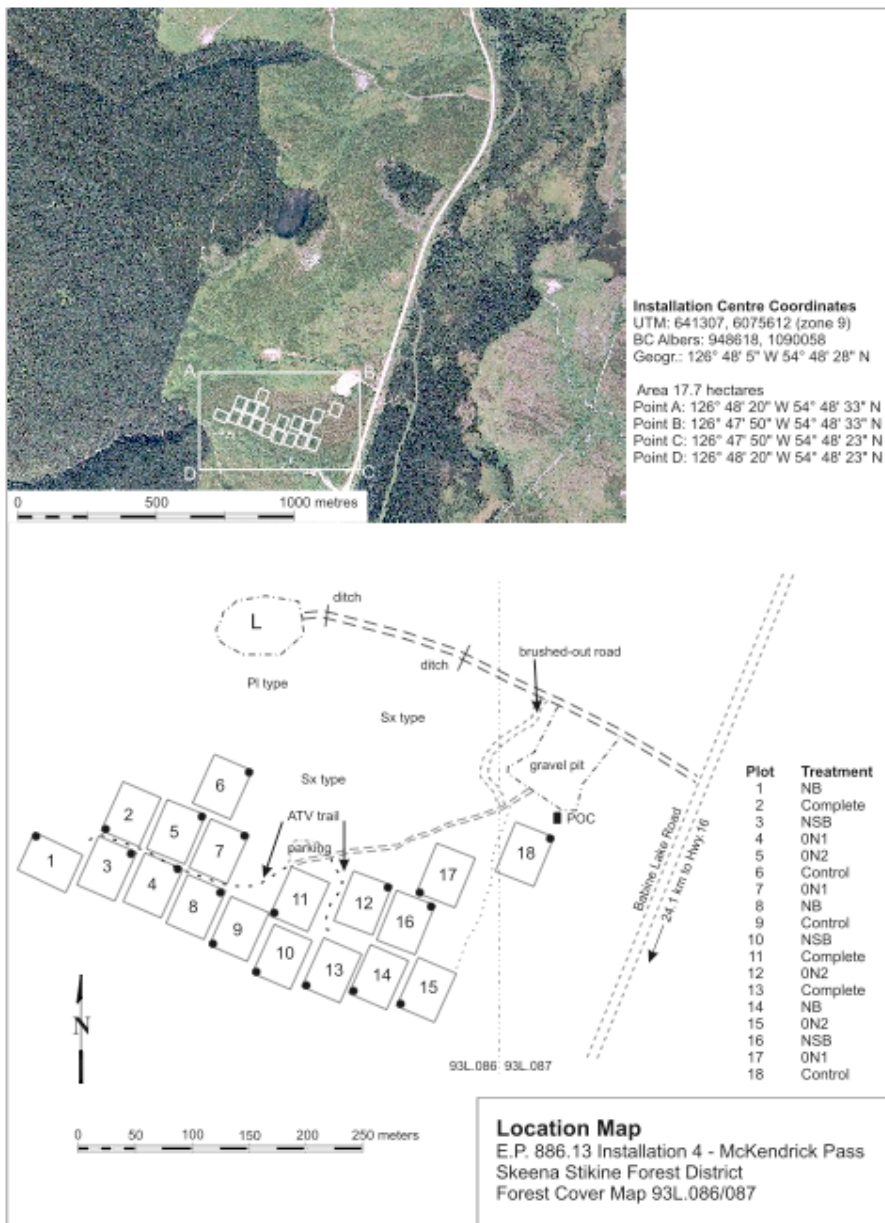 A
B
D
C
0 500 1000 metres
Installation Centre Coordinates
UTM: 641307, 6075612 (zone 9)
BC Albers: 948618, 1090058
Geogr.: 126° 48' 5" W 54° 48' 28" N
Area 17.7 hectares
Point A: 126° 48' 20" W 54° 48' 33" N
Point B: 126° 47' 50" W 54° 48' 33" N
Point C: 126° 47' 50" W 54° 48' 23" N
Point D: 126° 48' 20" W 54° 48' 23" N
ditch
L
ditch
brushed-out road
Pl type
Sx type
gravel pit
Sx type
POC
ATV trail
parking
6
2
5
7
1
3
4
8
9
11
10
12
17
18
16
13
14
15
Babine Lake Road
24.1 km to Hwy.16
N
93L.086 93L.087
Plot Treatment
1 NB
2 Complete
3 NSB
4 0N1
5 0N2
6 Control
7 0N1
8 NB
9 Control
10 NSB
11 Complete
12 0N2
13 Complete
14 NB
15 0N2
16 NSB
17 0N1
18 Control
0 50 100 150 200 250 meters
Location Map
E.P. 886.13 Installation 4 - McKendrick Pass
Skeena Stikine Forest District
Forest Cover Map 93L.086/087